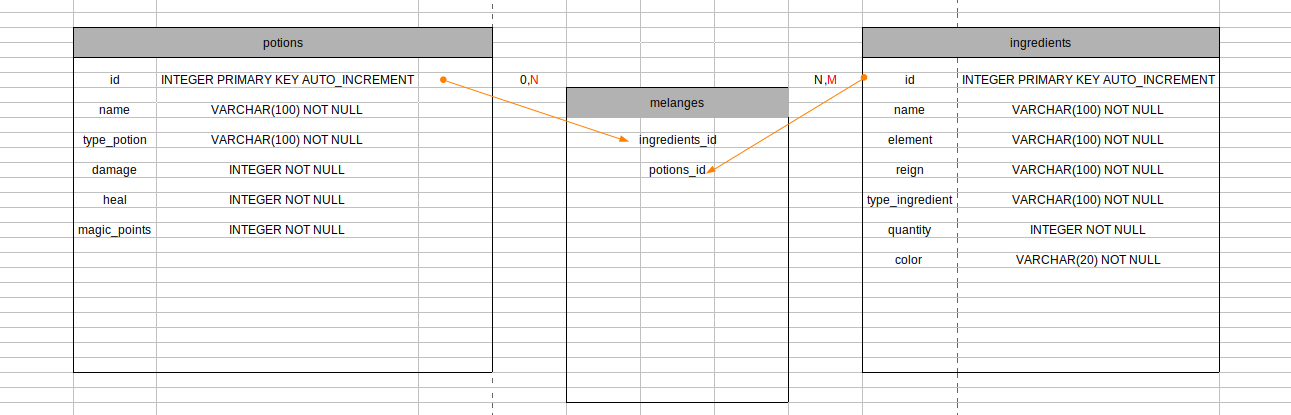 potions
id INTEGER PRIMARY KEY AUTO_INCREMENT
name VARCHAR(100) NOT NULL
type_potion VARCHAR(100) NOT NULL
damage INTEGER NOT NULL
heal INTEGER NOT NULL
magic_points INTEGER NOT NULL
0,N
melanges
ingredients_id
potions_id
N,M
ingredients
id INTEGER PRIMARY KEY AUTO_INCREMENT
name VARCHAR(100) NOT NULL
element VARCHAR(100) NOT NULL
reign VARCHAR(100) NOT NULL
type_ingredient VARCHAR(100) NOT NULL
quantity INTEGER NOT NULL
color VARCHAR(20) NOT NULL